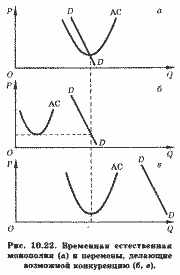 P D AC а
D
O Q
P AC D б
D
O Q
P AC D в
D
O Q
Рис. 10.22. Временная естественная
монополия (а) и перемены, делающие
возможной конкуренцию (б, в).